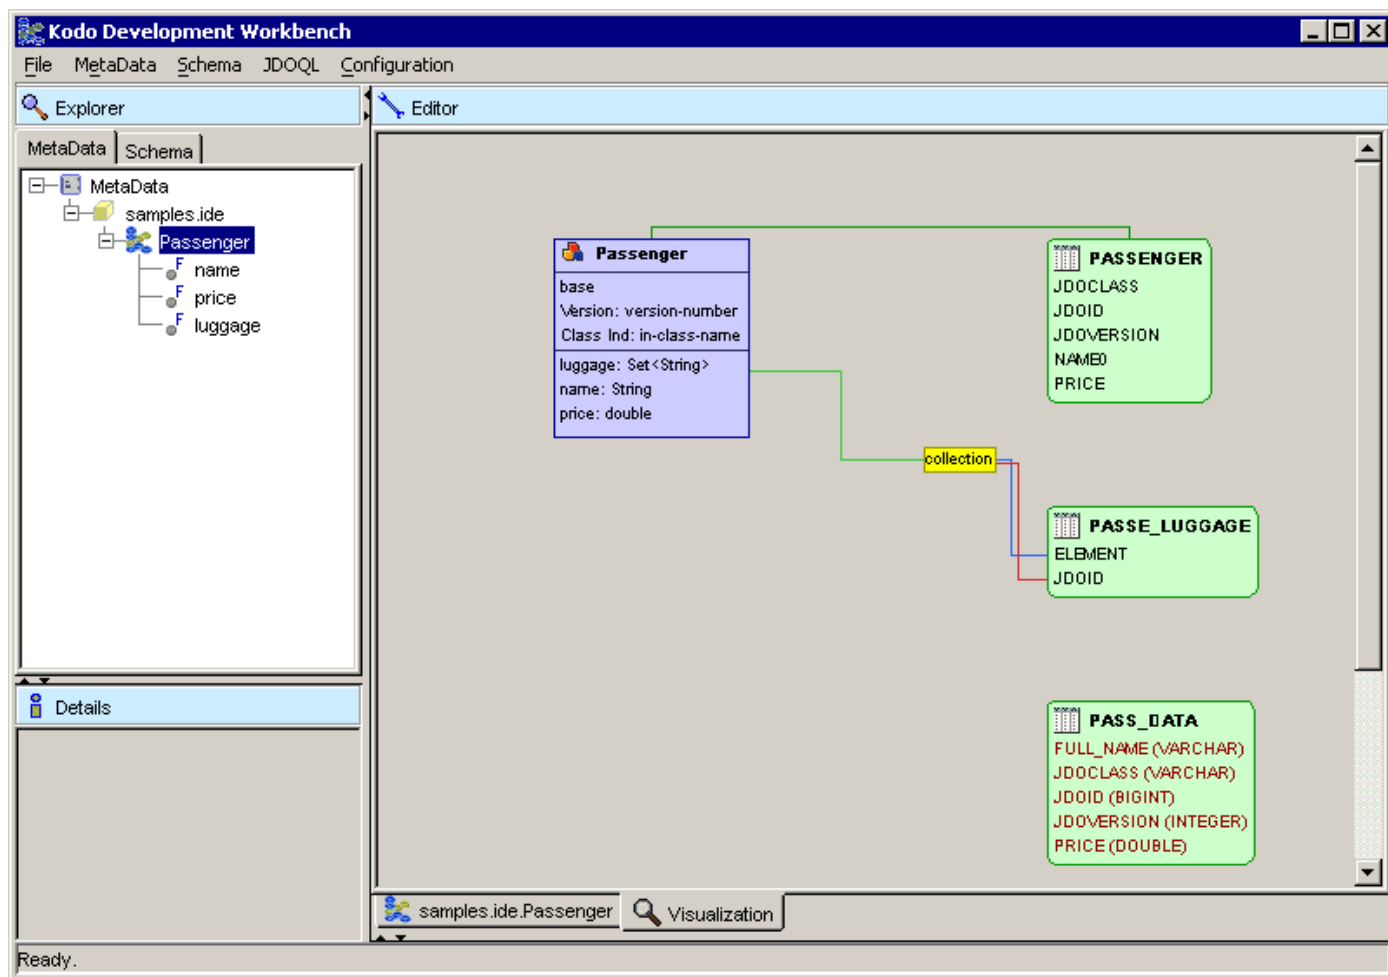 Kodo Development Workbench
File MetaData Schema JDOQL Configuration
Explorer
MetaData Schema
MetaData
samples.ide
Passenger
name
price
luggage
Details
Editor
Passenger
base
Version: version-number
Class Ind: in-class-name
luggage: Set<String>
name: String
price: double
collection
PASSENGER
JDOCLASS
JDOID
JDOVERSION
NAME0
PRICE
PASSE_LUGGAGE
ELEMENT
JDOID
PASS_DATA
FULL_NAME (VARCHAR)
JDOCLASS (VARCHAR)
JDOID (BIGINT)
JDOVERSION (INTEGER)
PRICE (DOUBLE)
samples.ide.Passenger Visualization
Ready.